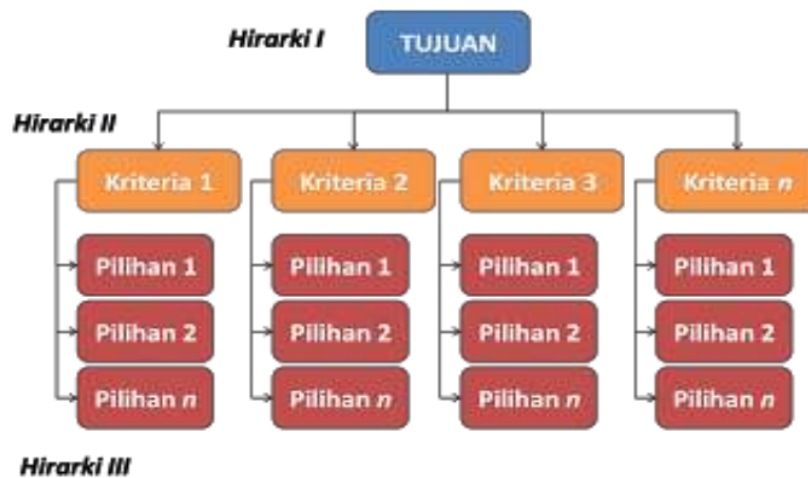 Hirarki I
TUJUAN
Hirarki II
Kriteria 1
Kriteria 2
Kriteria 3
Kriteria n
Pilihan 1
Pilihan 1
Pilihan 1
Pilihan 1
Pilihan 2
Pilihan 2
Pilihan 2
Pilihan 2
Pilihan n
Pilihan n
Pilihan n
Pilihan n
Hirarki III